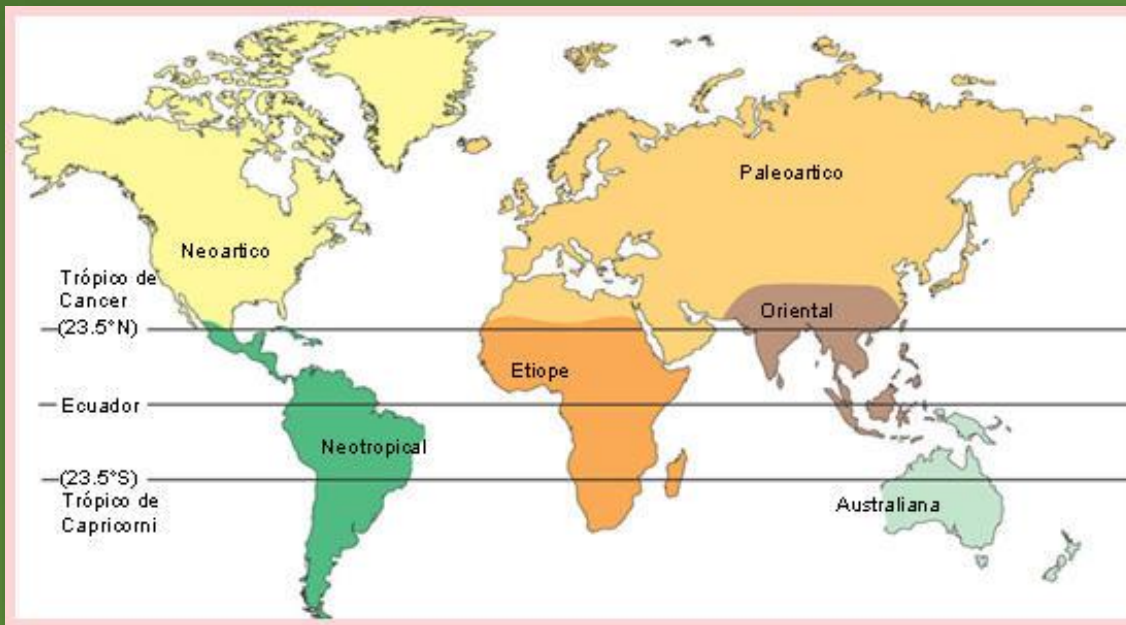 Paleoartico
Neoartico
Trópico de
Cancer
(23.5°N)
Oriental
Etiope
Ecuador
Neotropical
(23.5°S)
Trópico de
Capricorni
Australiana